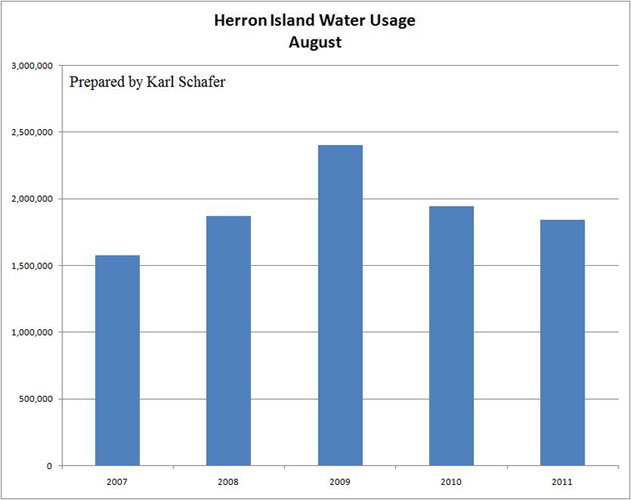 Herron Island Water Usage
August
3,000,000
Prepared by Karl Schafer
2,500,000
2,000,000
1,500,000
1,000,000
500,000
0
2007 2008 2009 2010 2011